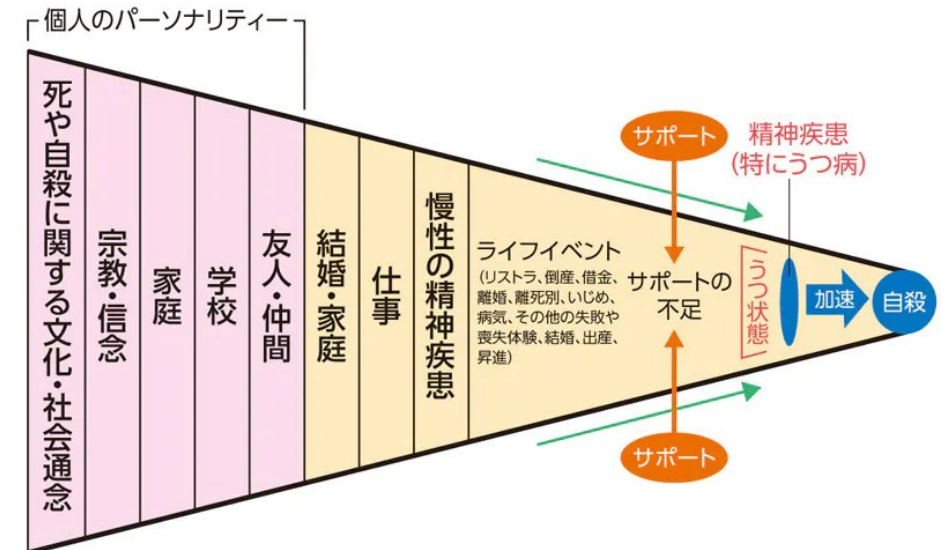 個人のパーソナリティー
死や自殺に関する文化・社会通念
宗教・信念
家庭
学校
友人・仲間
結婚・家庭
仕事
慢性の精神疾患
ライフイベント
(リストラ、倒産、借金、
離婚、離死別、いじめ、
病気、その他の失敗や
喪失体験、結婚、出産、
昇進)
サポート
サポートの
不足
サポート
うつ状態
精神疾患
(特にうつ病)
加速
自殺